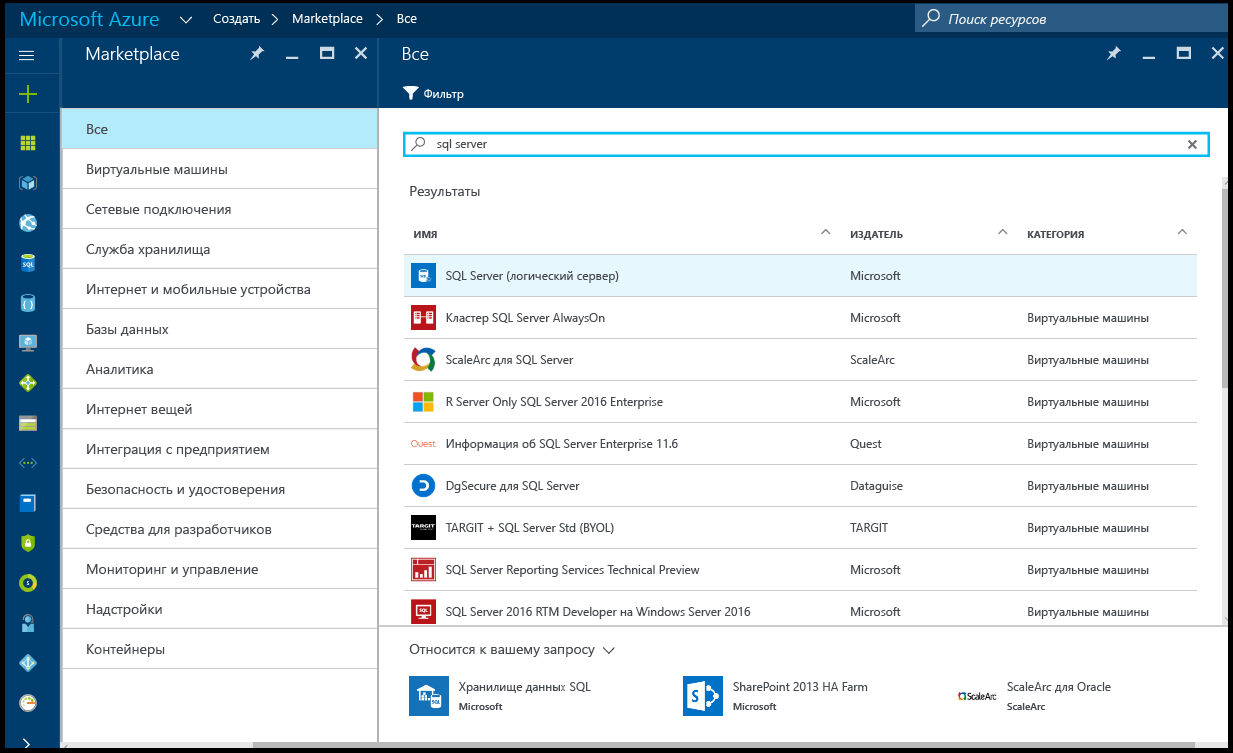 Microsoft Azure Создать Marketplace Все Поиск ресурсов
Marketplace
Все
Фильтр
Все
Виртуальные машины
Сетевые подключения
Служба хранилища
Интернет и мобильные устройства
Базы данных
Аналитика
Интернет вещей
Интеграция с предприятием
Безопасность и удостоверения
Средства для разработчиков
Мониторинг и управление
Надстройки
Контейнеры
sql server
Результаты
ИМЯ ИЗДАТЕЛЬ КАТЕГОРИЯ
SQL Server (логический сервер) Microsoft
Кластер SQL Server AlwaysOn Microsoft Виртуальные машины
ScaleArc для SQL Server ScaleArc Виртуальные машины
R Server Only SQL Server 2016 Enterprise Microsoft Виртуальные машины
Quest Информация об SQL Server Enterprise 11.6 Quest Виртуальные машины
DgSecure для SQL Server Dataguise Виртуальные машины
TARGIT TARGIT + SQL Server Std (BYOL) TARGIT Виртуальные машины
SQL Server Reporting Services Technical Preview Microsoft Виртуальные машины
SQL Server 2016 RTM Developer на Windows Server 2016 Microsoft Виртуальные машины
Относится к вашему запросу
SQL
Хранилище данных SQL
Microsoft
S
SharePoint 2013 HA Farm
Microsoft
ScaleArc
ScaleArc для Oracle
ScaleArc